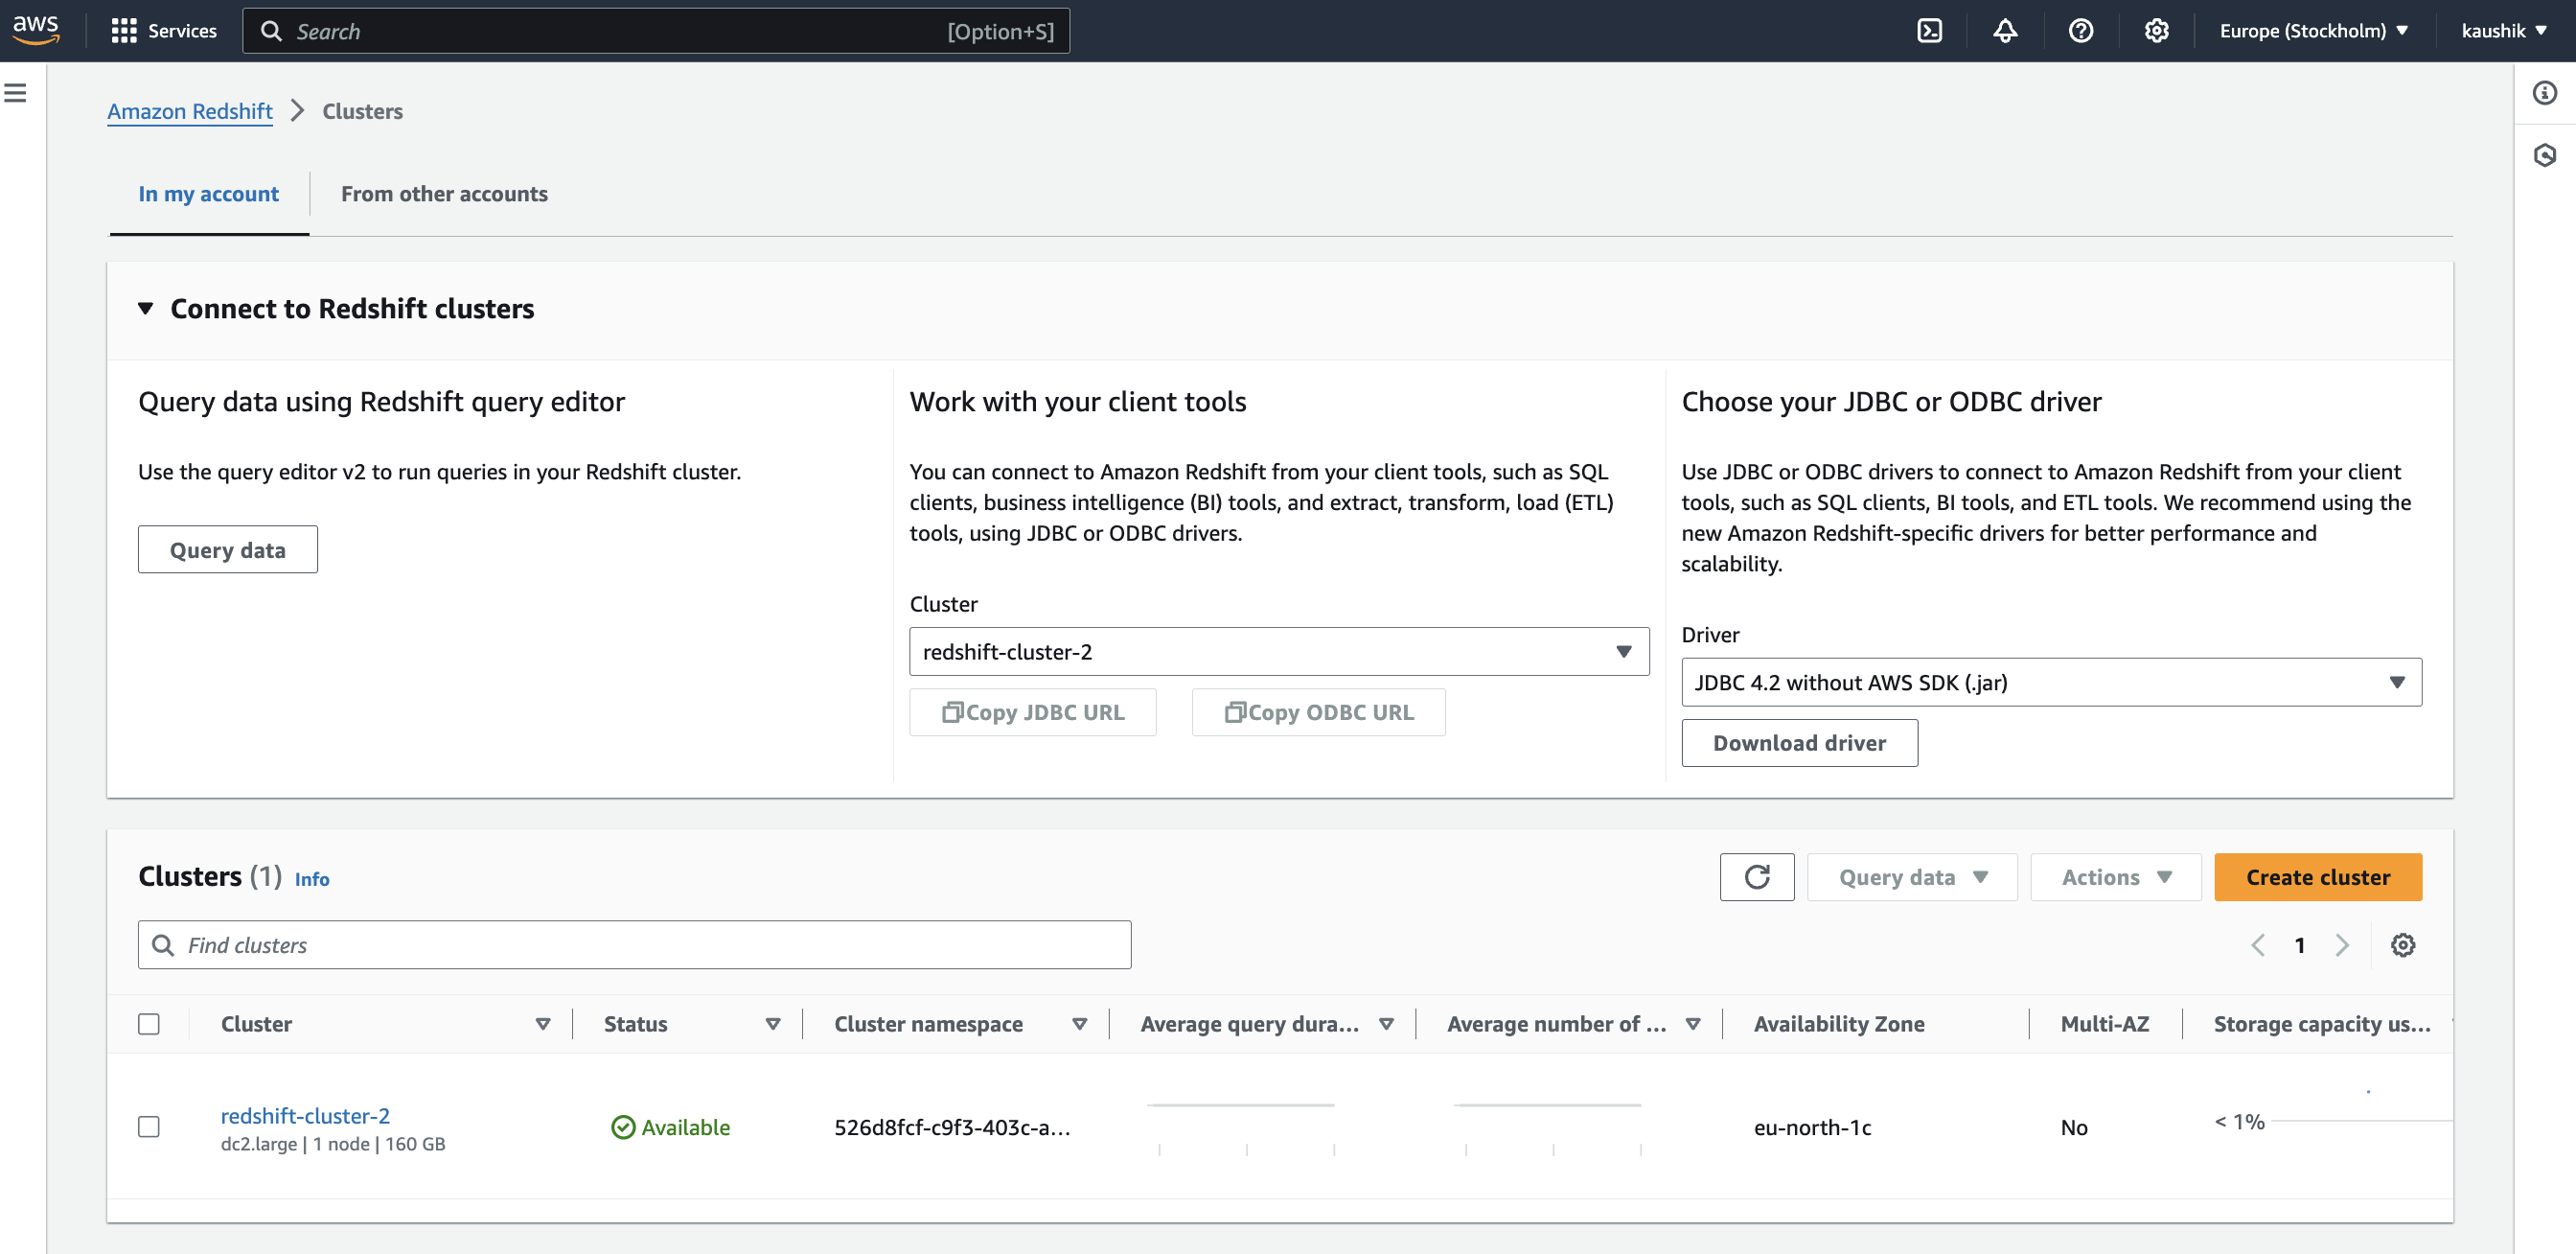 aws
Services
Search
[Option+S]
Europe (Stockholm)
kaushik
Amazon Redshift
Clusters
In my account
From other accounts
Connect to Redshift clusters
Query data using Redshift query editor
Use the query editor v2 to run queries in your Redshift cluster.
Query data
Work with your client tools
You can connect to Amazon Redshift from your client tools, such as SQL
clients, business intelligence (BI) tools, and extract, transform, load (ETL)
tools, using JDBC or ODBC drivers.
Cluster
redshift-cluster-2
Copy JDBC URL
Copy ODBC URL
Choose your JDBC or ODBC driver
Use JDBC or ODBC drivers to connect to Amazon Redshift from your client
tools, such as SQL clients, BI tools, and ETL tools. We recommend using the
new Amazon Redshift-specific drivers for better performance and
scalability.
Driver
JDBC 4.2 without AWS SDK (.jar)
Download driver
Clusters (1)
Info
Query data
Actions
Create cluster
Find clusters
1
Cluster
Status
Cluster namespace
Average query dura...
Average number of ...
Availability Zone
Multi-AZ
Storage capacity us...
redshift-cluster-2
dc2.large | 1 node | 160 GB
Available
526d8fcf-c9f3-403c-a...
eu-north-1c
No
< 1%